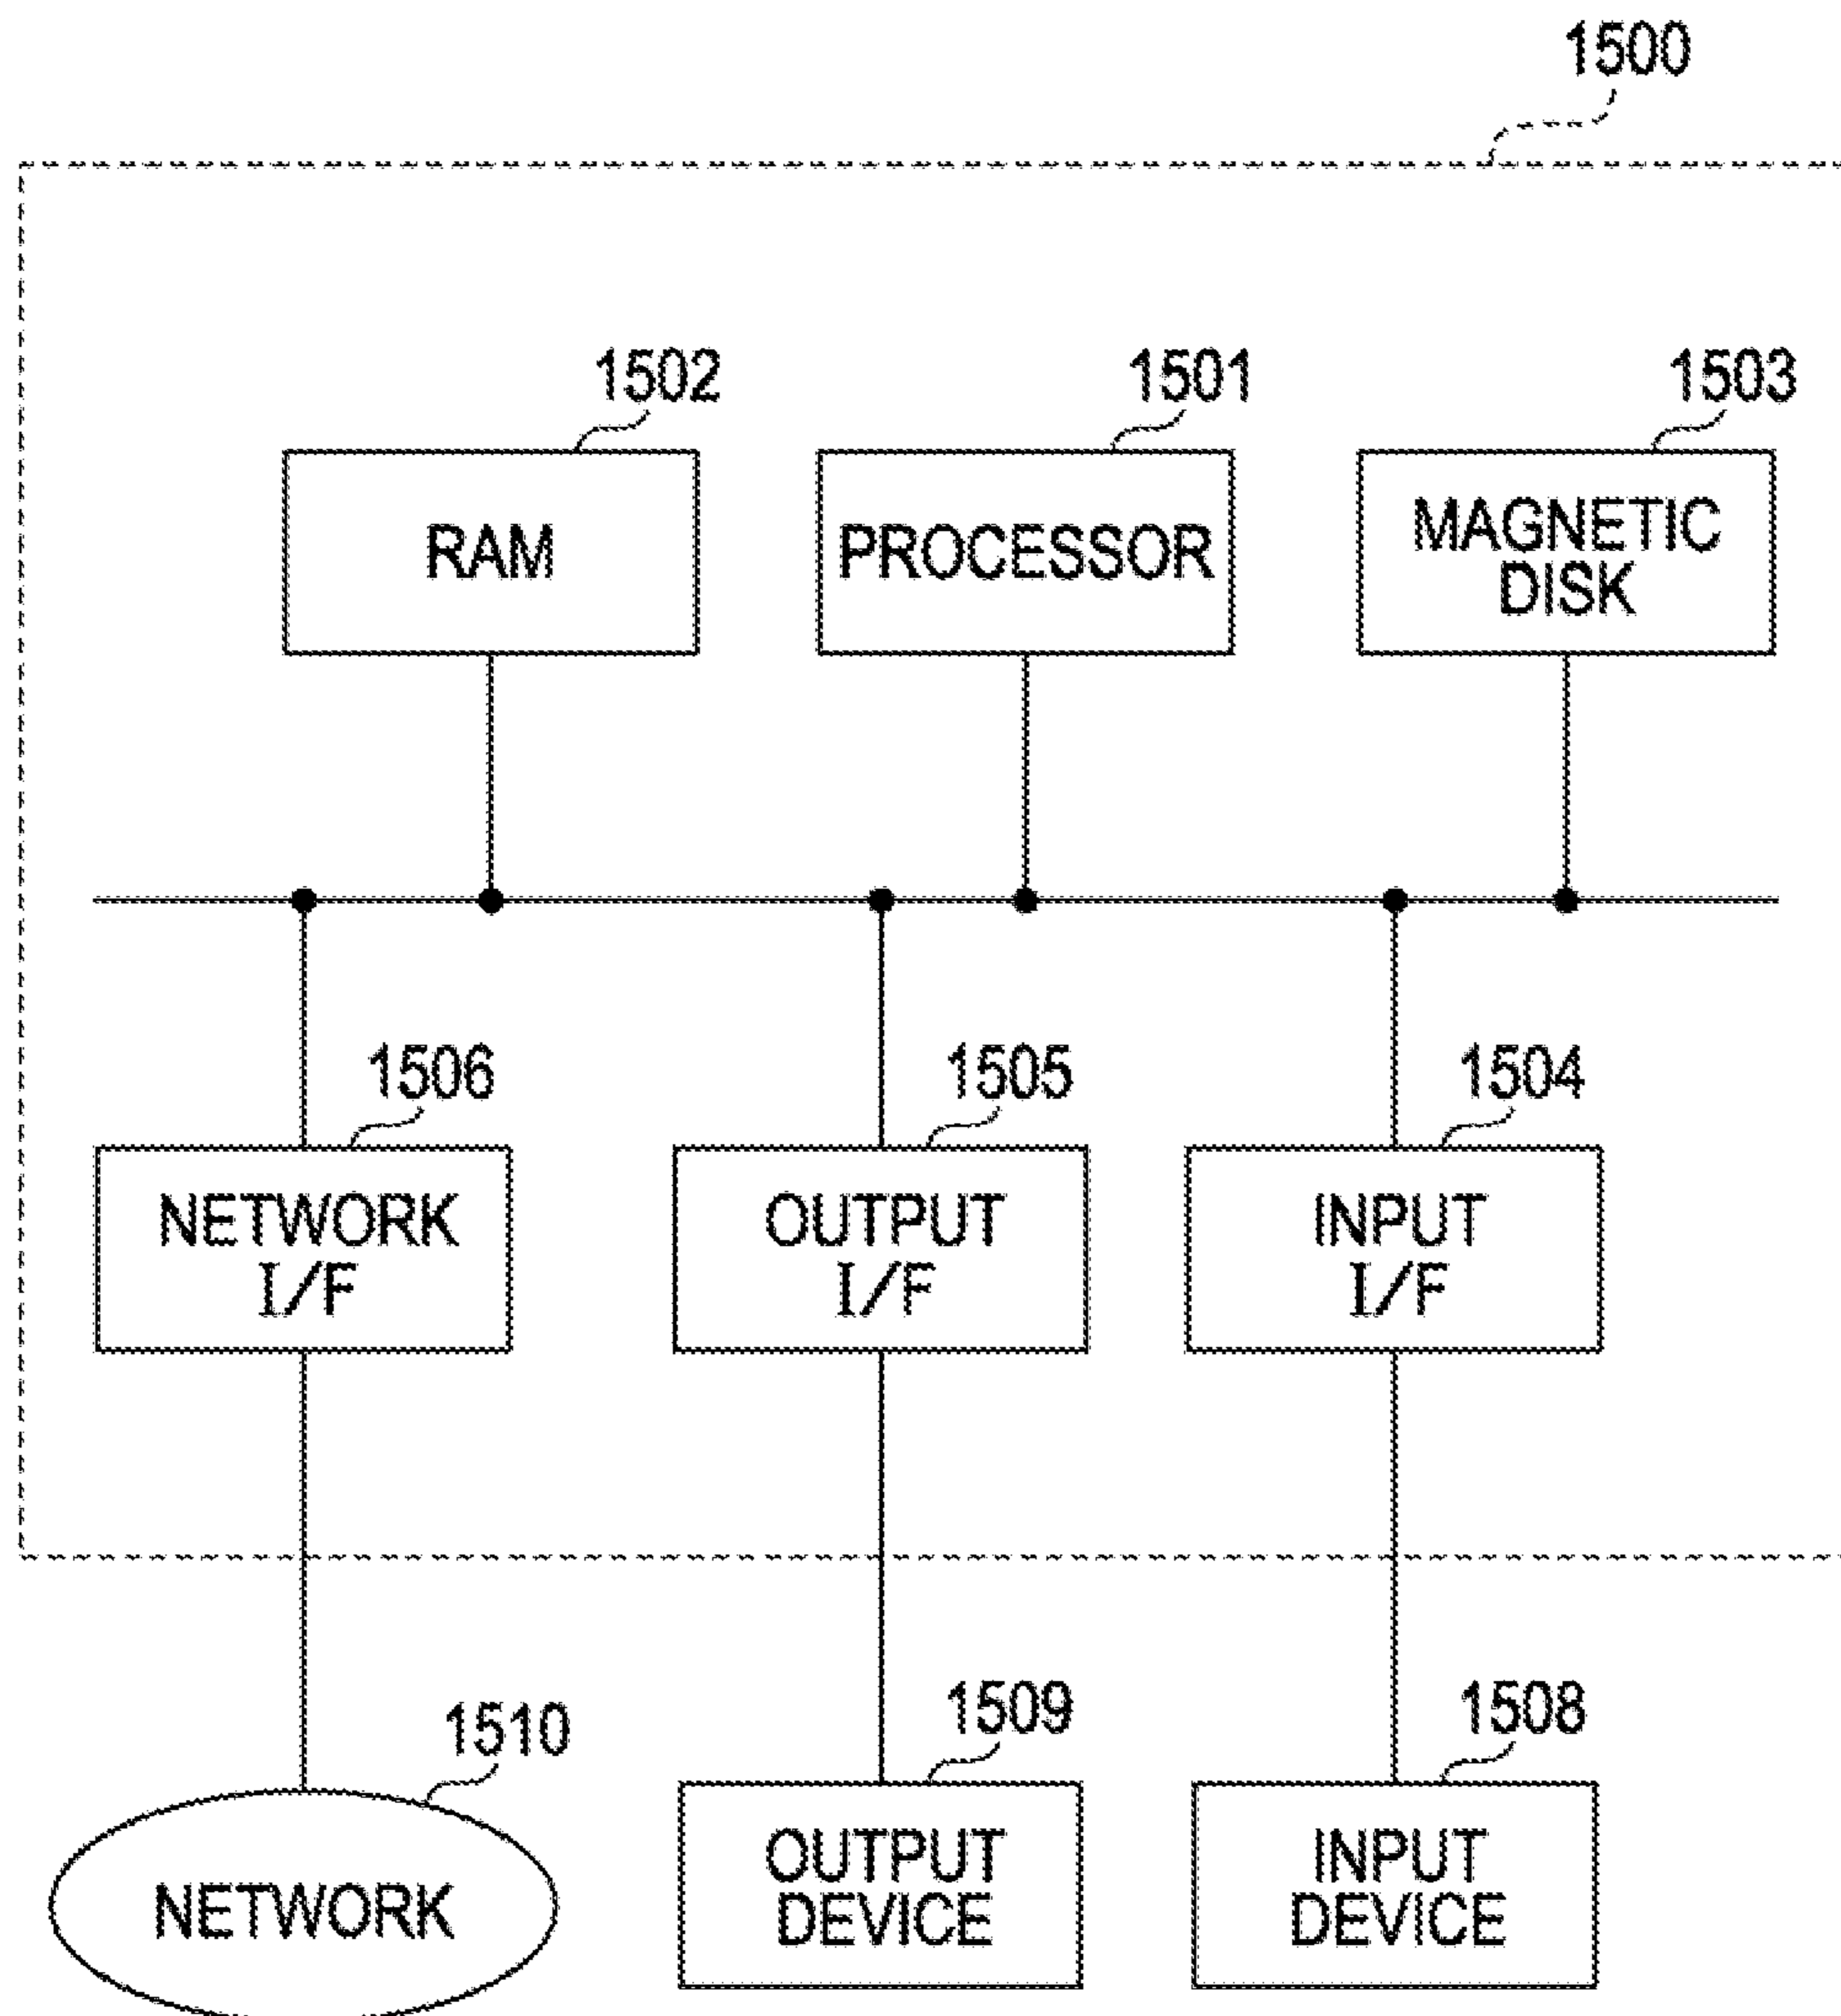 1500
1502
1501
1503
RAM
PROCESSOR
MAGNETIC
DISK
1506
1505
1504
NETWORK
I/F
OUTPUT
I/F
INPUT
I/F
1510
1509
1508
NETWORK
OUTPUT
DEVICE
INPUT
DEVICE